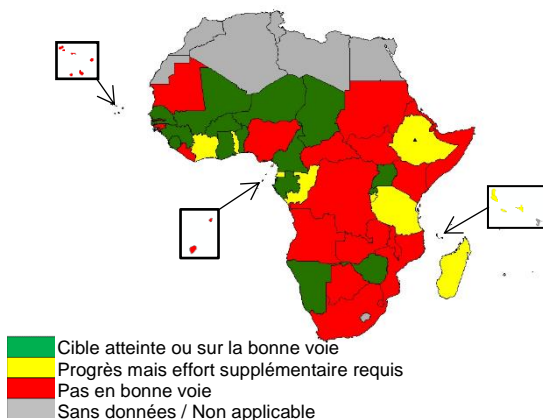 Cible atteinte ou sur la bonne voie
Progrès mais effort supplémentaire requis
Pas en bonne voie
Sans données / Non applicable